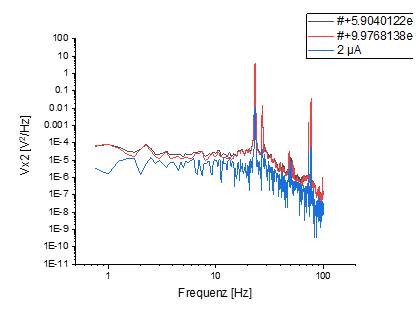 #+5.9040122e
#+9.9768138e
2 µA
100
10
1
0.1
0.01
0.001
1E-4
1E-5
1E-6
1E-7
1E-8
1E-9
1E-10
1E-11
Vx2 [V²/Hz]
1 10 100
Frequenz [Hz]